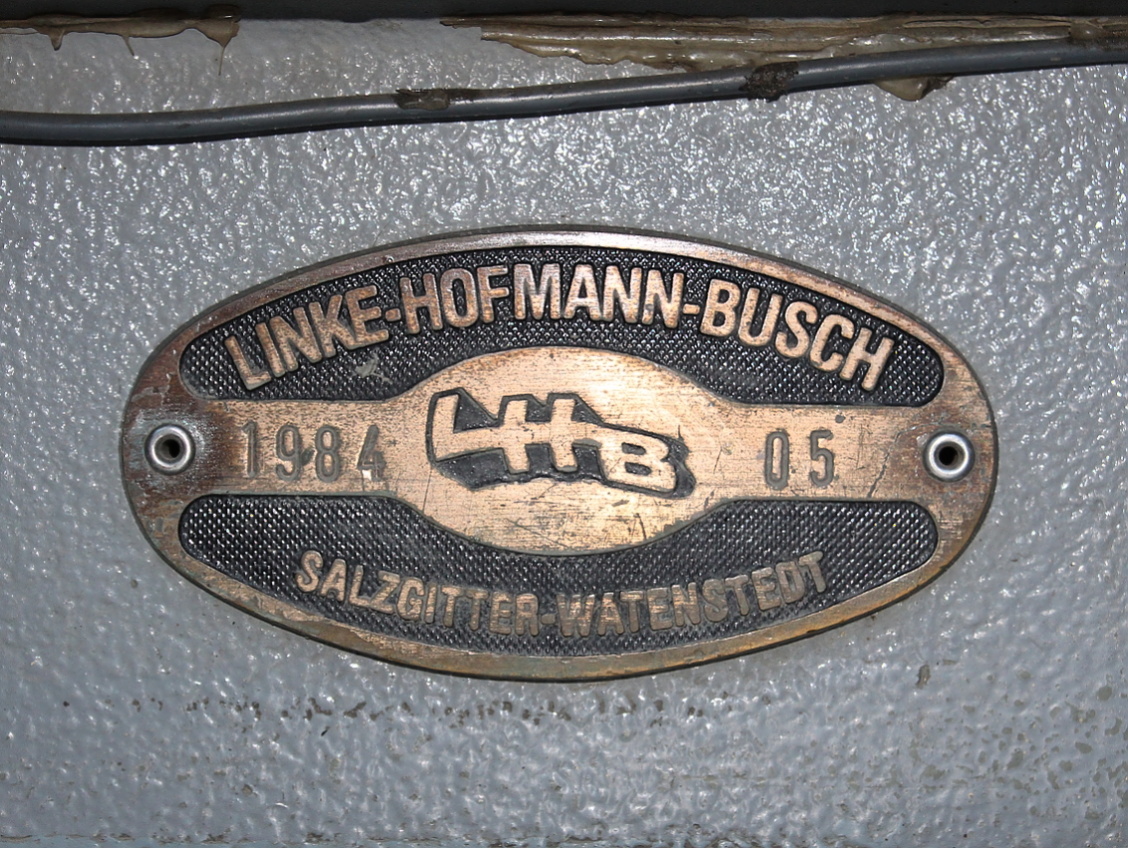 LINKE-HOFMANN-BUSCH
1984 LHB 05
SALZGITTER-WATENSTEDT